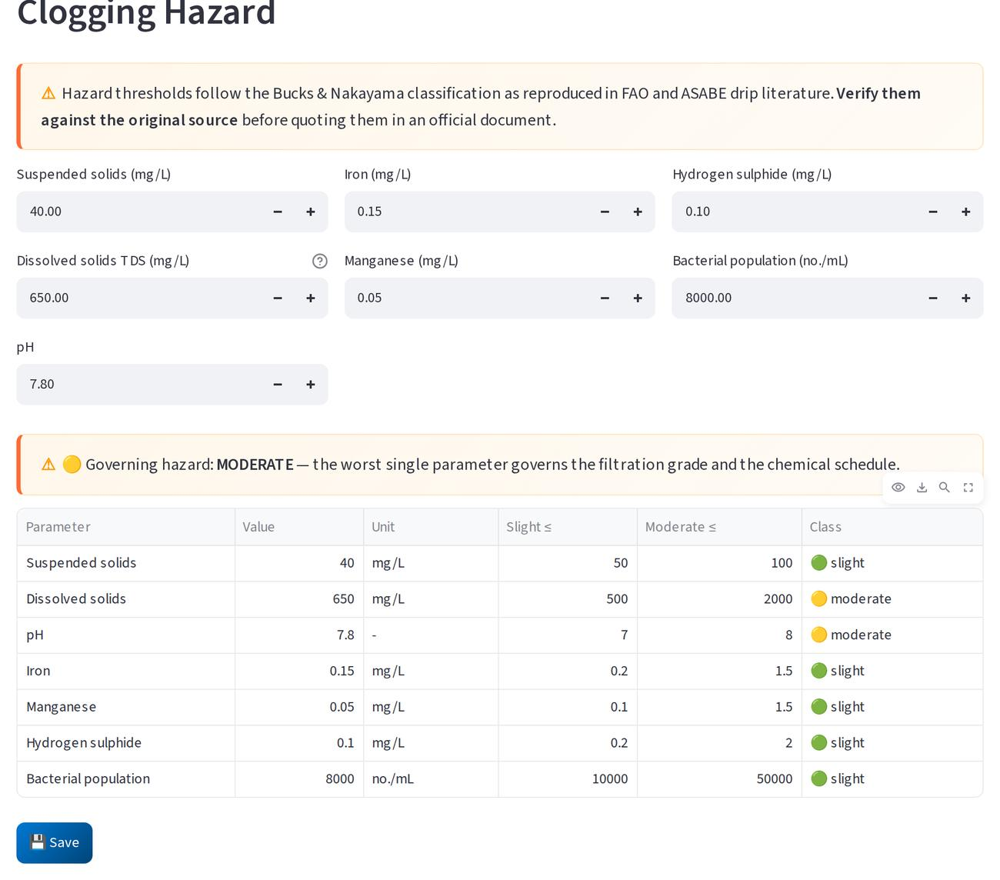 Clogging Hazard
⚠ Hazard thresholds follow the Bucks & Nakayama classification as reproduced in FAO and ASABE drip literature. Verify them
against the original source before quoting them in an official document.
Suspended solids (mg/L) Iron (mg/L) Hydrogen sulphide (mg/L)
40.00 − + 0.15 − + 0.10 − +
Dissolved solids TDS (mg/L) Manganese (mg/L) Bacterial population (no./mL)
650.00 − + 0.05 − + 8000.00 − +
pH
7.80 − +
⚠ 🟡 Governing hazard: MODERATE — the worst single parameter governs the filtration grade and the chemical schedule.
Parameter Value Unit Slight ≤ Moderate ≤ Class
Suspended solids 40 mg/L 50 100 🟢 slight
Dissolved solids 650 mg/L 500 2000 🟡 moderate
pH 7.8 - 7 8 🟡 moderate
Iron 0.15 mg/L 0.2 1.5 🟢 slight
Manganese 0.05 mg/L 0.1 1.5 🟢 slight
Hydrogen sulphide 0.1 mg/L 0.2 2 🟢 slight
Bacterial population 8000 no./mL 10000 50000 🟢 slight
💾 Save